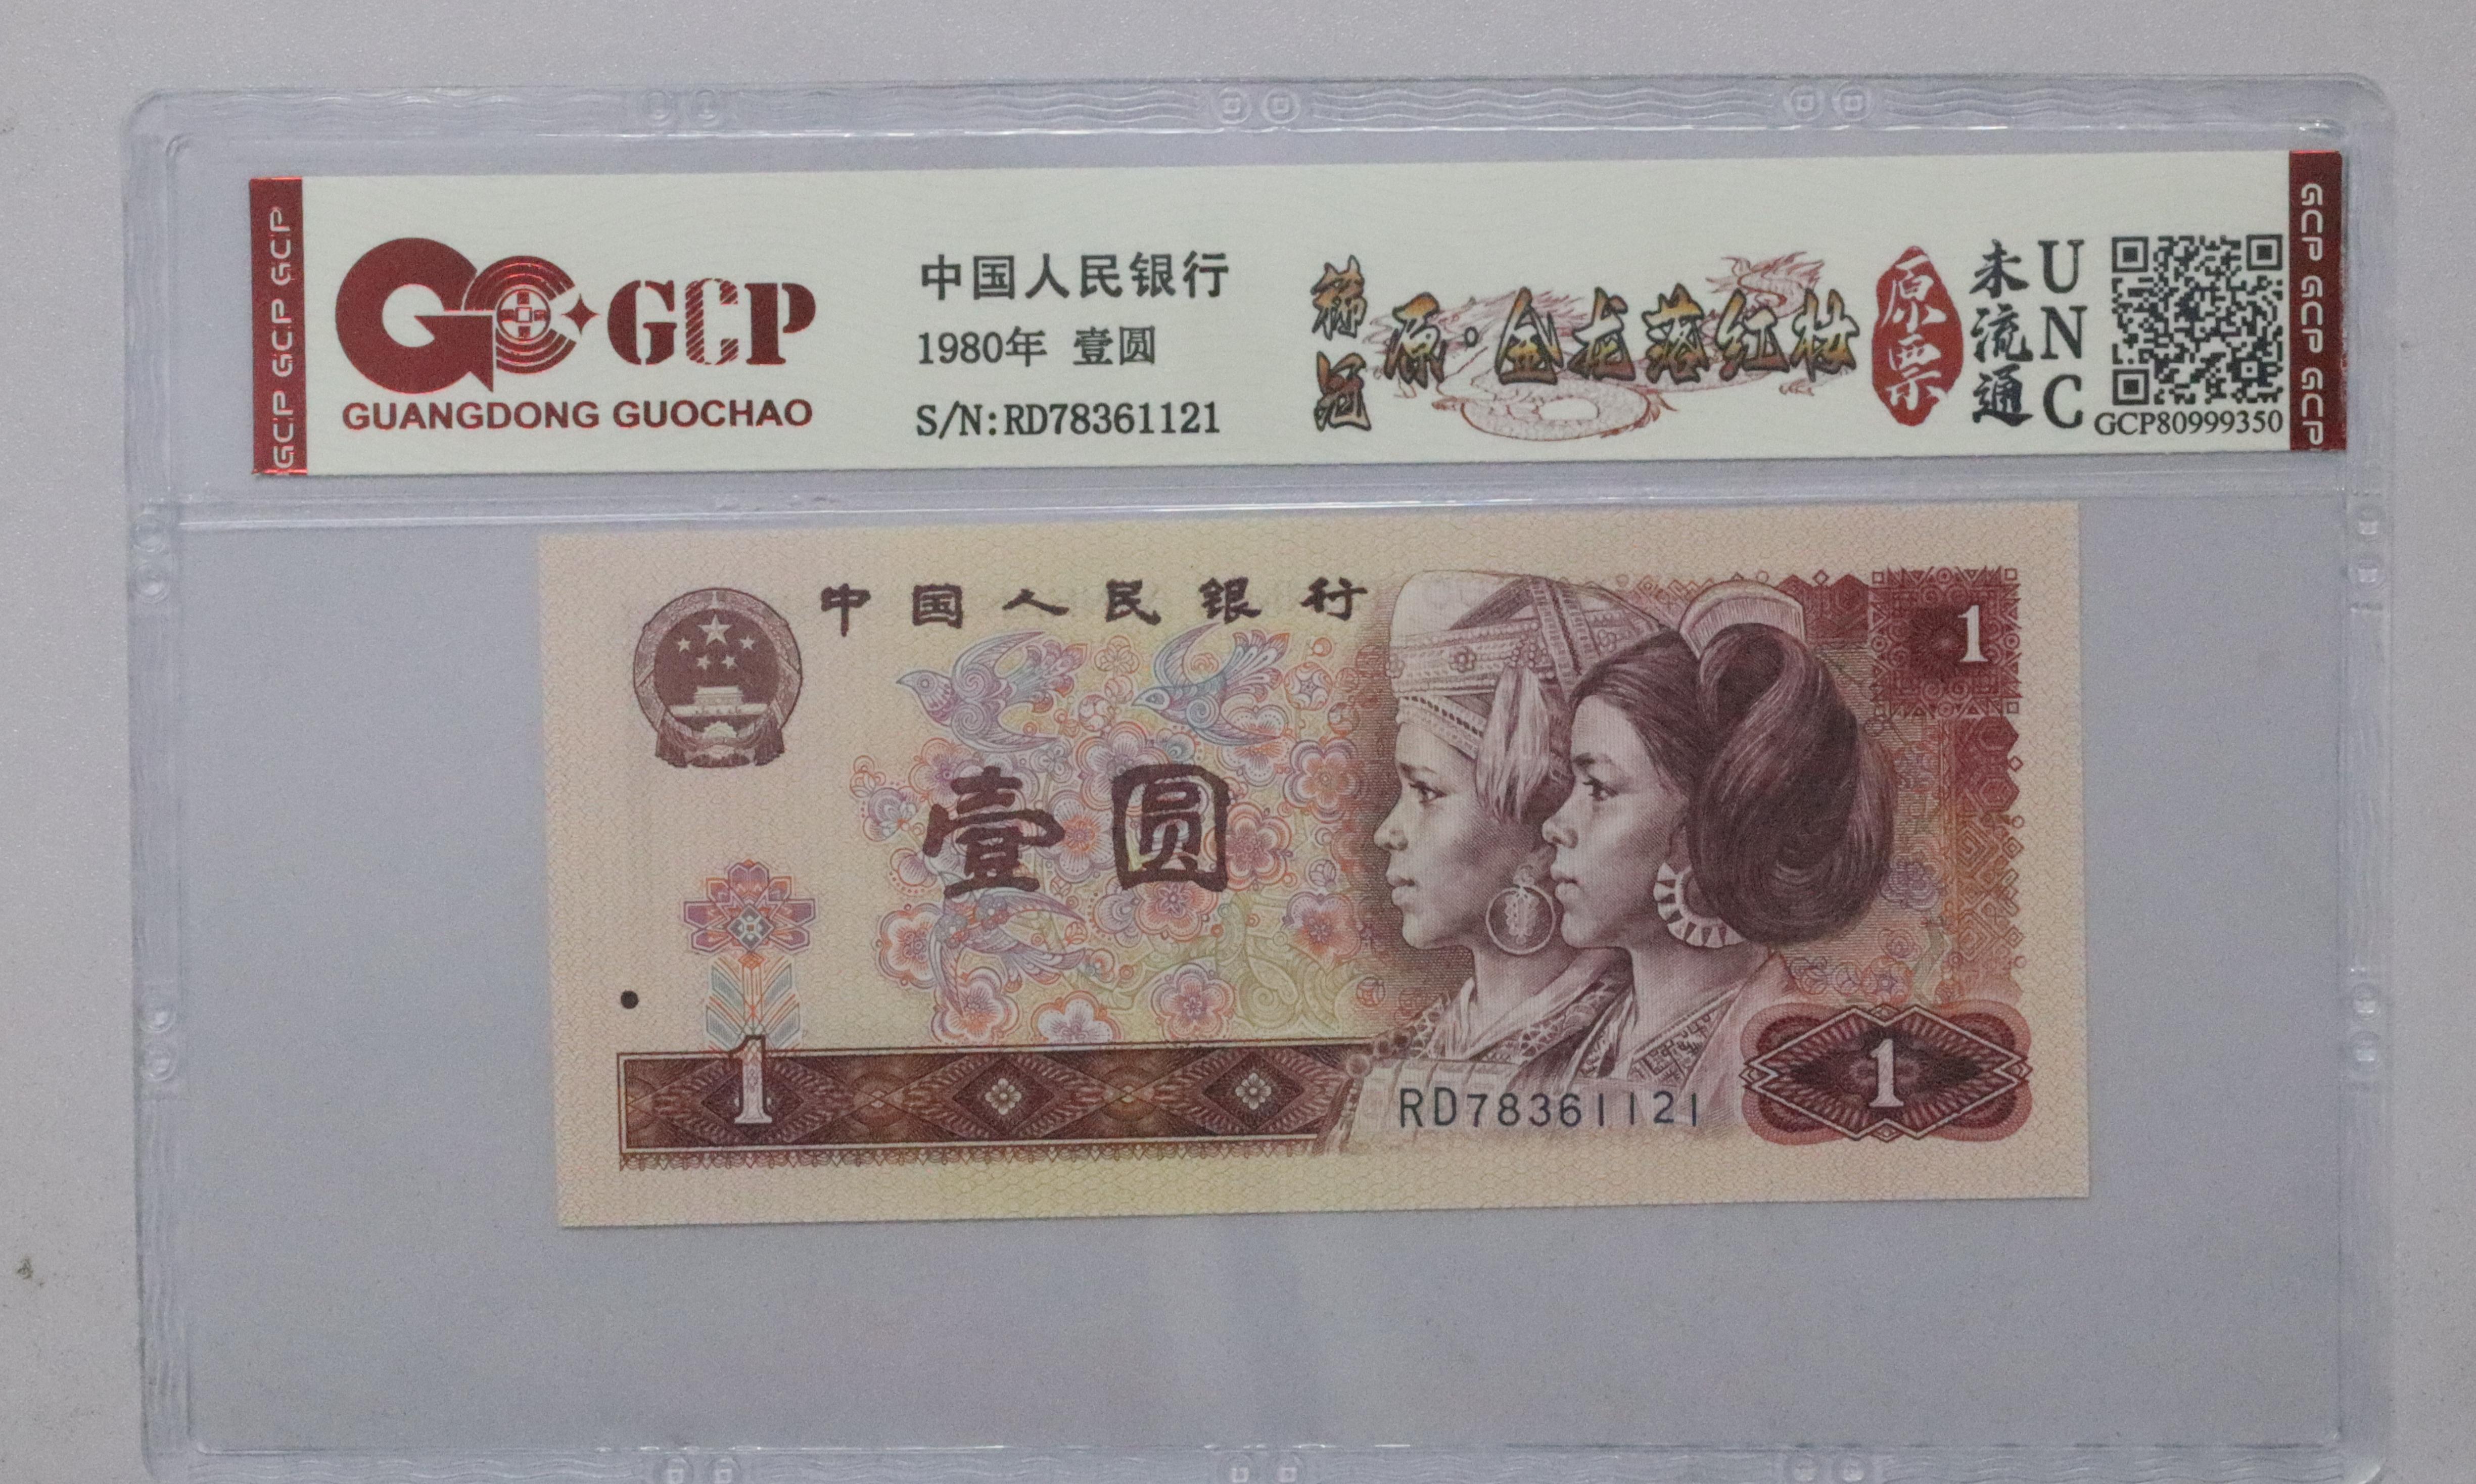 GCP GCP GCP
GCP
GUANGDONG GUOCHAO
中国人民银行
1980年 壹圆
S/N:RD78361121
稀冠
原·金龙落红妆
原票
未流通
UNC
GCP80999350
GCP GCP GCP
中国人民银行
1
壹圆
1
RD78361121
1